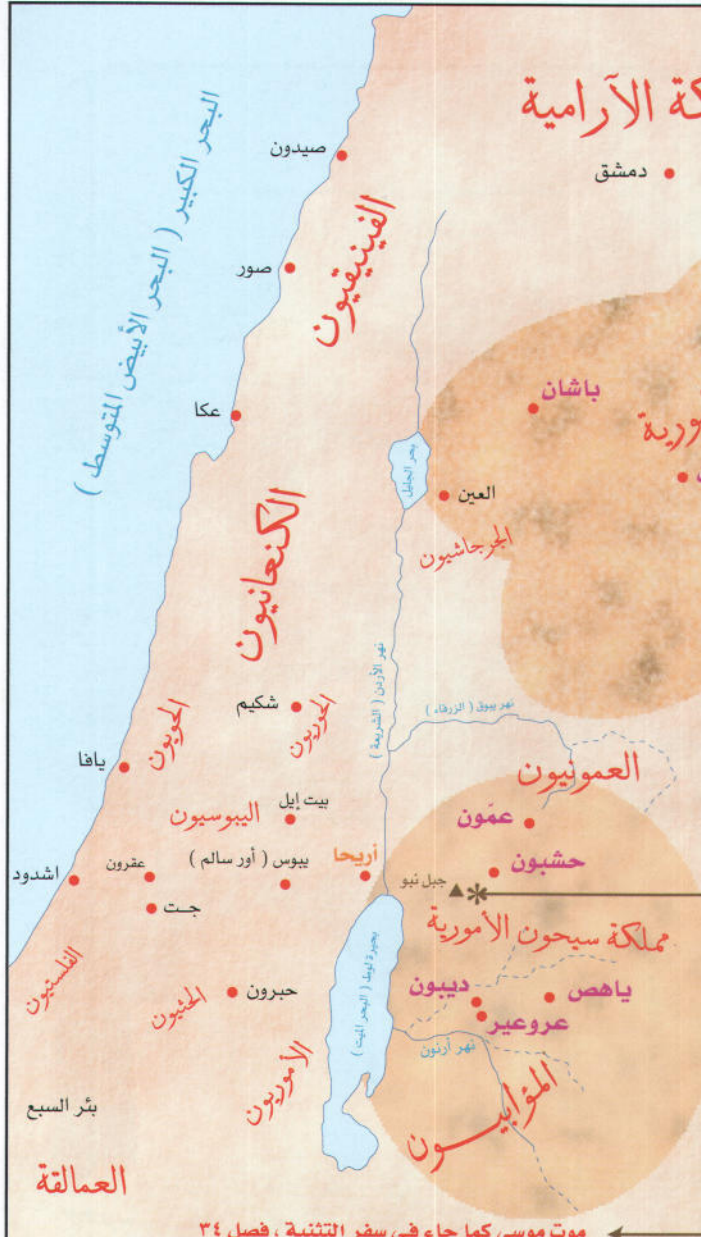 كة الآرامية
دمشق
صيدون
البحر الكبير ( البحر الأبيض المتوسط )
الفينيقيون
صور
عكا
باشان
ورية
بحر الجليل
العين
الجرجاشيون
الكنعانيون
نهر الأردن ( الشريعة )
نهر يبوق ( الزرقاء )
شكيم
الحوريون
الحويون
يافا
العمونيون
بيت إيل
اليبوسيون
عمّون
يبوس ( أور سالم )
أريحا
حشبون
عقرون
اشدود
جبل نبو
جـت
مملكة سيحون الأمورية
بحيرة لوط ( البحر الميت )
الفلستيون
الحثيون
حبرون
ديبون
ياهص
عروعير
نهر أرنون
الأموريون
المؤابيــون
بئر السبع
العمالقة
موت موسى كما جاء في سفر التثنية ، فصل ٣٤